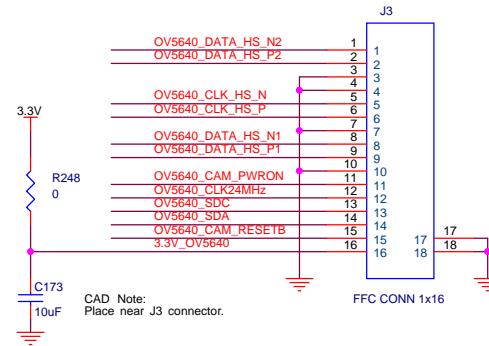 J3
OV5640_DATA_HS_N2 1 1
OV5640_DATA_HS_P2 2 2
3 3
4 4
OV5640_CLK_HS_N 5 5
OV5640_CLK_HS_P 6 6
7 7
OV5640_DATA_HS_N1 8 8
OV5640_DATA_HS_P1 9 9
10 10
OV5640_CAM_PWRON 11 11
OV5640_CLK24MHz 12 12
OV5640_SDC 13 13
OV5640_SDA 14 14
OV5640_CAM_RESETB 15 15 17 17
3.3V_OV5640 16 16 18 18
3.3V
R248
0
C173
10uF
CAD Note:
Place near J3 connector.
FFC CONN 1x16